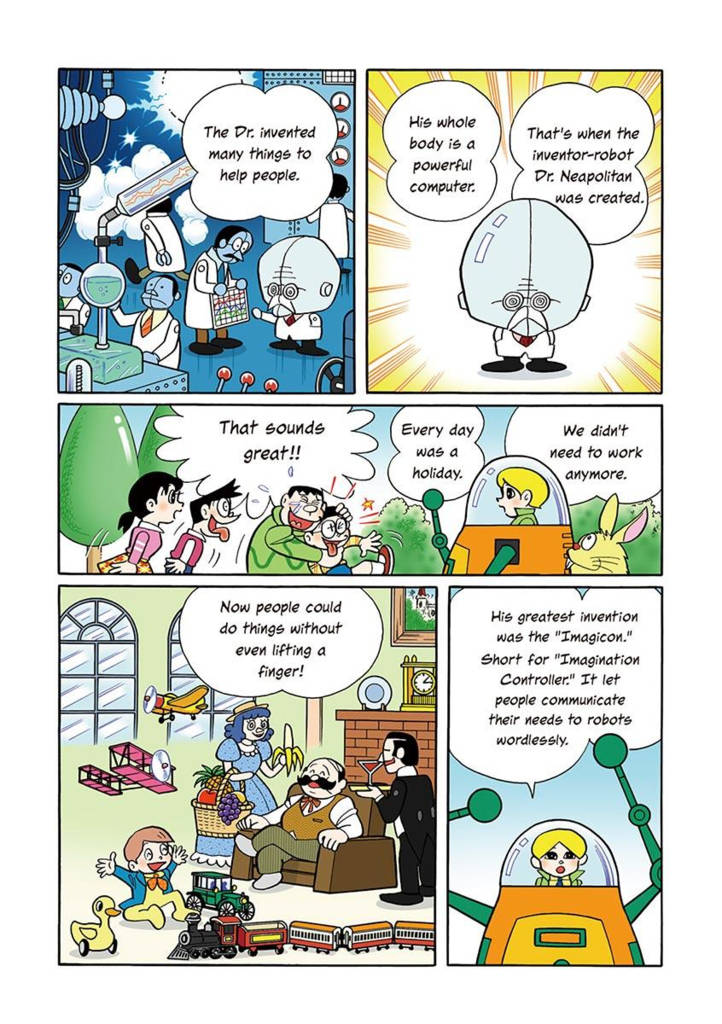 That's when the
inventor-robot
Dr. Neapolitan
was created.
His whole
body is a
powerful
computer.
The Dr. invented
many things to
help people.
We didn't
need to work
anymore.
Every day
was a
holiday.
That sounds
great!!
His greatest invention
was the "Imagicon."
Short for "Imagination
Controller." It let
people communicate
their needs to robots
wordlessly.
Now people could
do things without
even lifting a
finger!